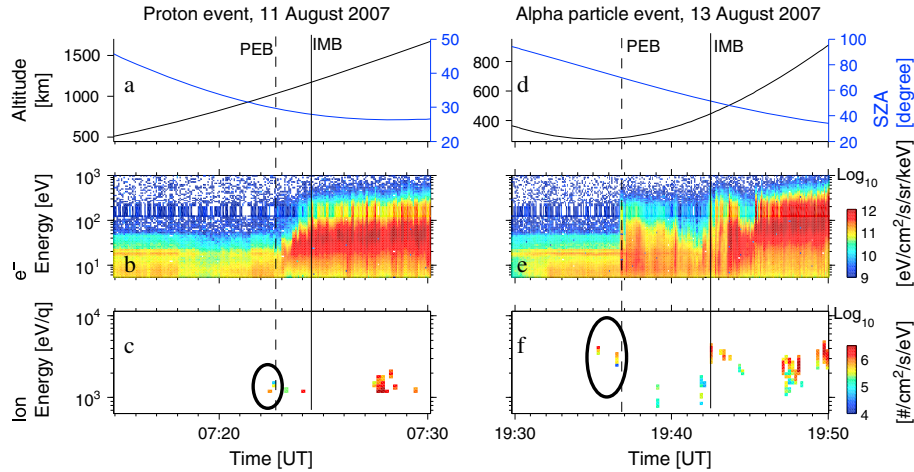 Proton event, 11 August 2007
Alpha particle event, 13 August 2007
Altitude
[km]
1500
1000
500
a
PEB
IMB
50
40
30
20
800
600
400
d
PEB
IMB
100
80
60
40
20
SZA
[degree]
e⁻
Energy [eV]
10³
10²
10¹
b
e
Log₁₀
12
11
10
9
[eV/cm²/s/sr/keV]
Ion
Energy [eV/q]
10⁴
10³
c
f
Log₁₀
6
5
4
[#/cm²/s/eV]
07:20
07:30
Time [UT]
19:30
19:40
19:50
Time [UT]